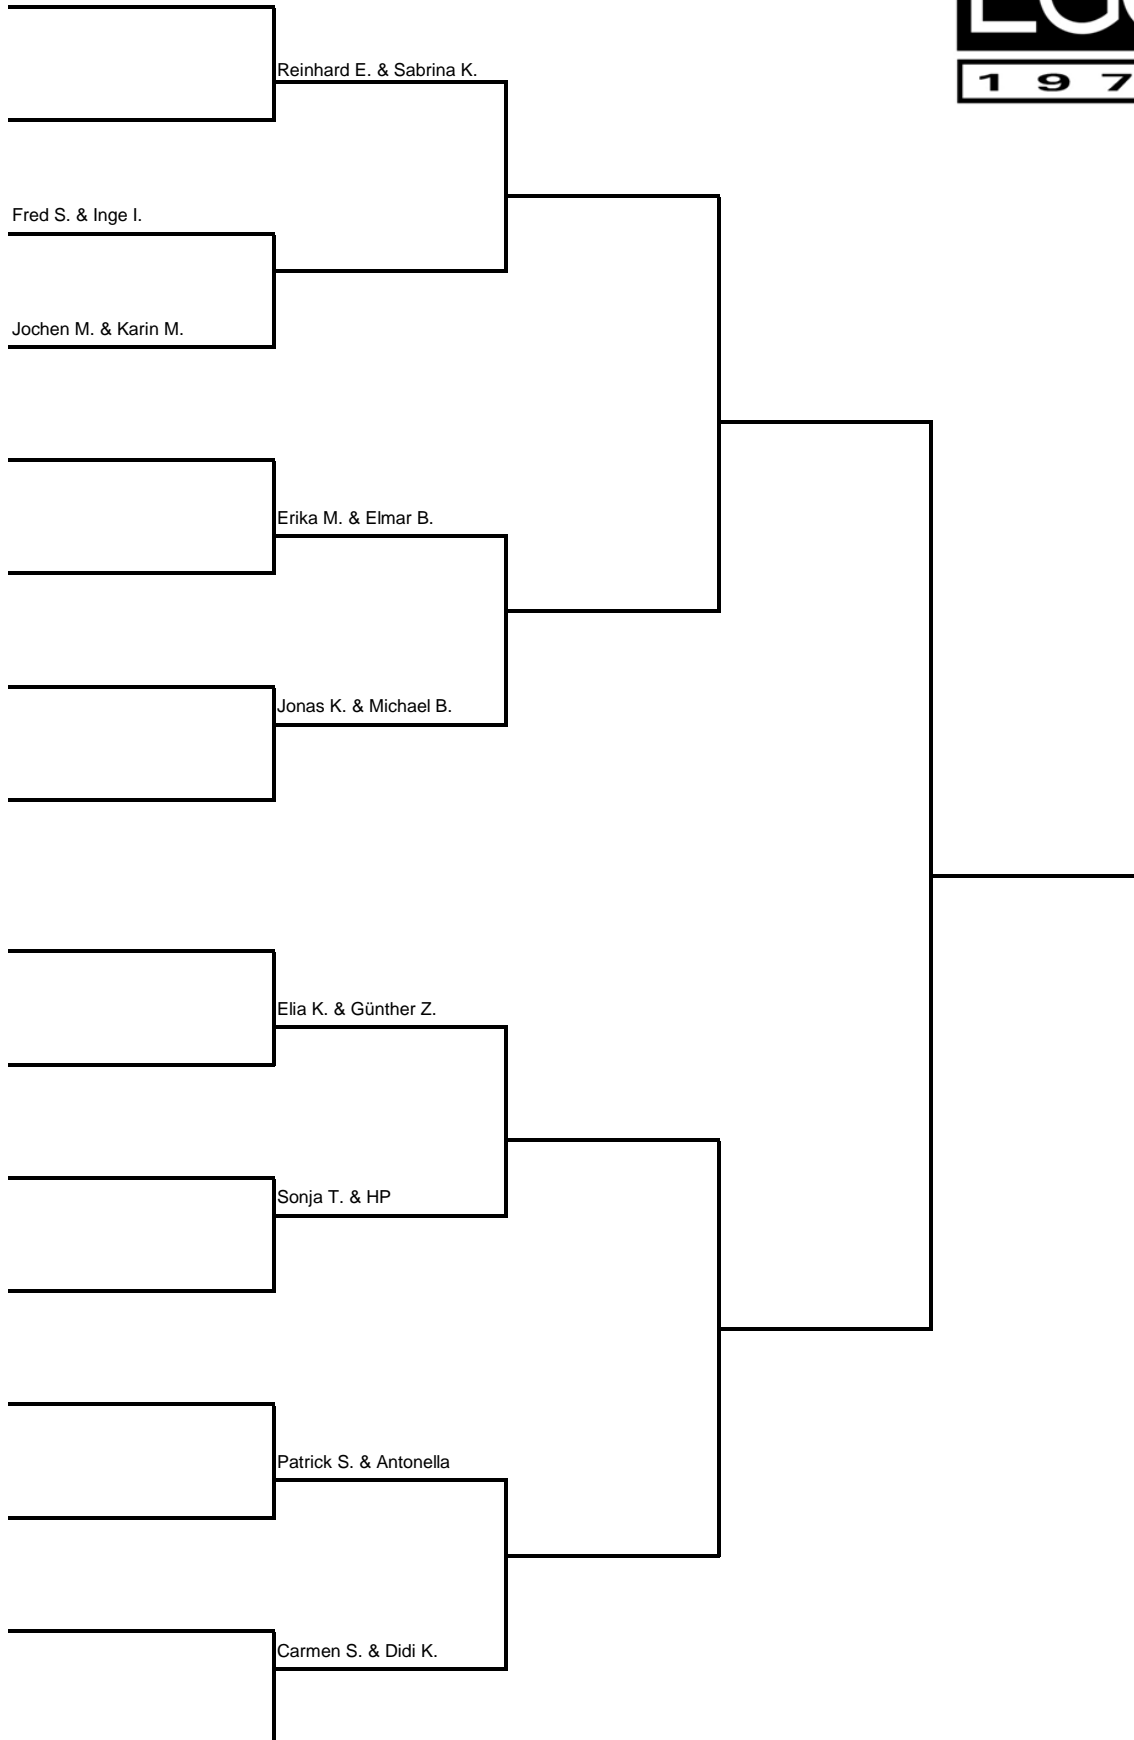 Reinhard E. & Sabrina K.
1 9 7
Fred S. & Inge I.
Jochen M. & Karin M.
Erika M. & Elmar B.
Jonas K. & Michael B.
Elia K. & Günther Z.
Sonja T. & HP
Patrick S. & Antonella
Carmen S. & Didi K.